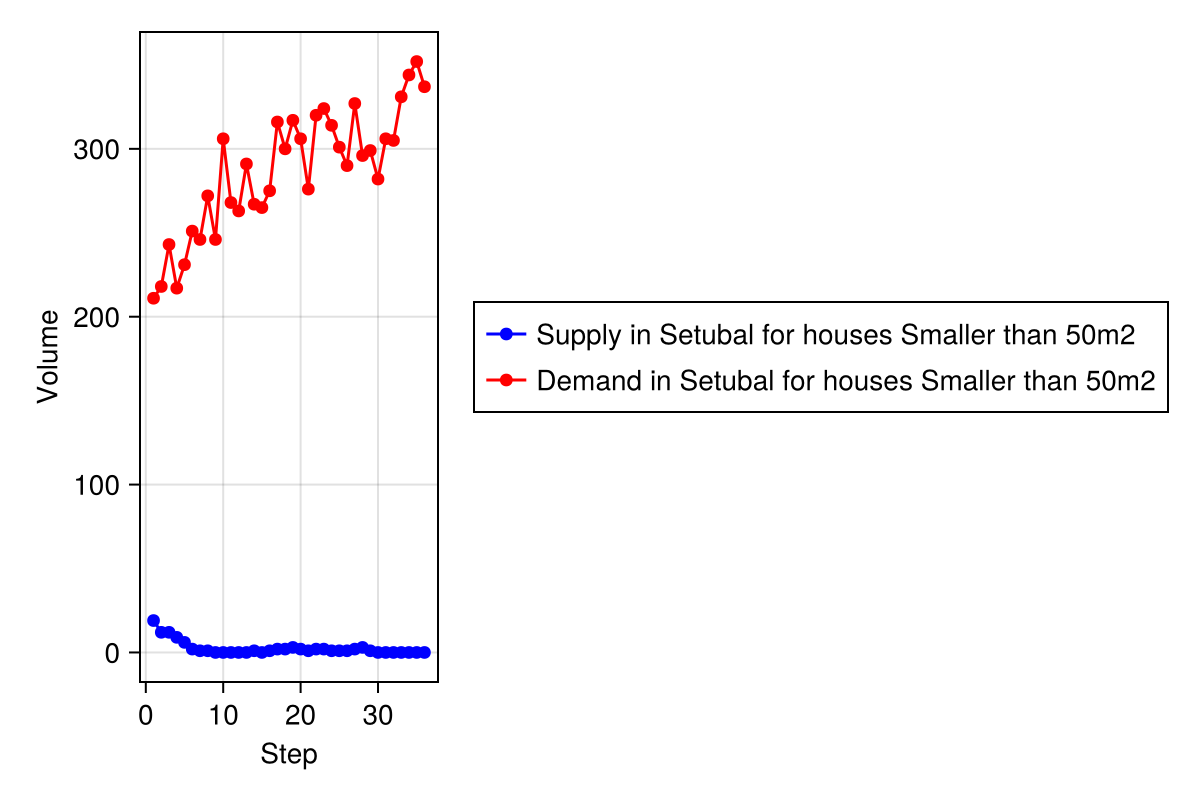 Volume
300
200
100
0
0 10 20 30
Step
Supply in Setubal for houses Smaller than 50m2
Demand in Setubal for houses Smaller than 50m2